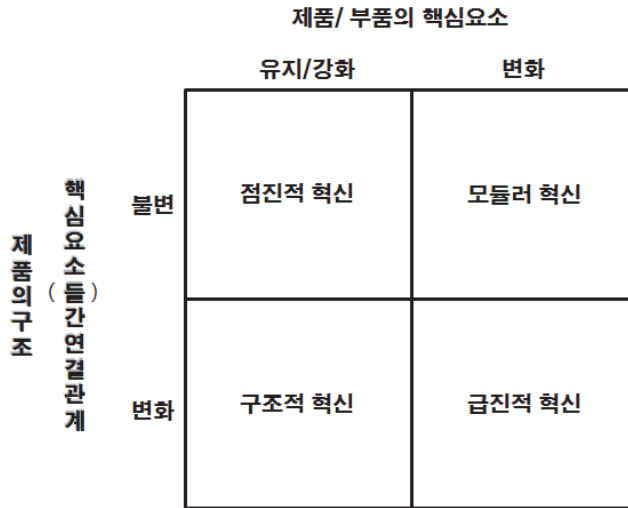 제품/ 부품의 핵심요소
유지/강화
변화
불변
점진적 혁신
모듈러 혁신
제품의구조
(핵심요소들간연결관계)
변화
구조적 혁신
급진적 혁신